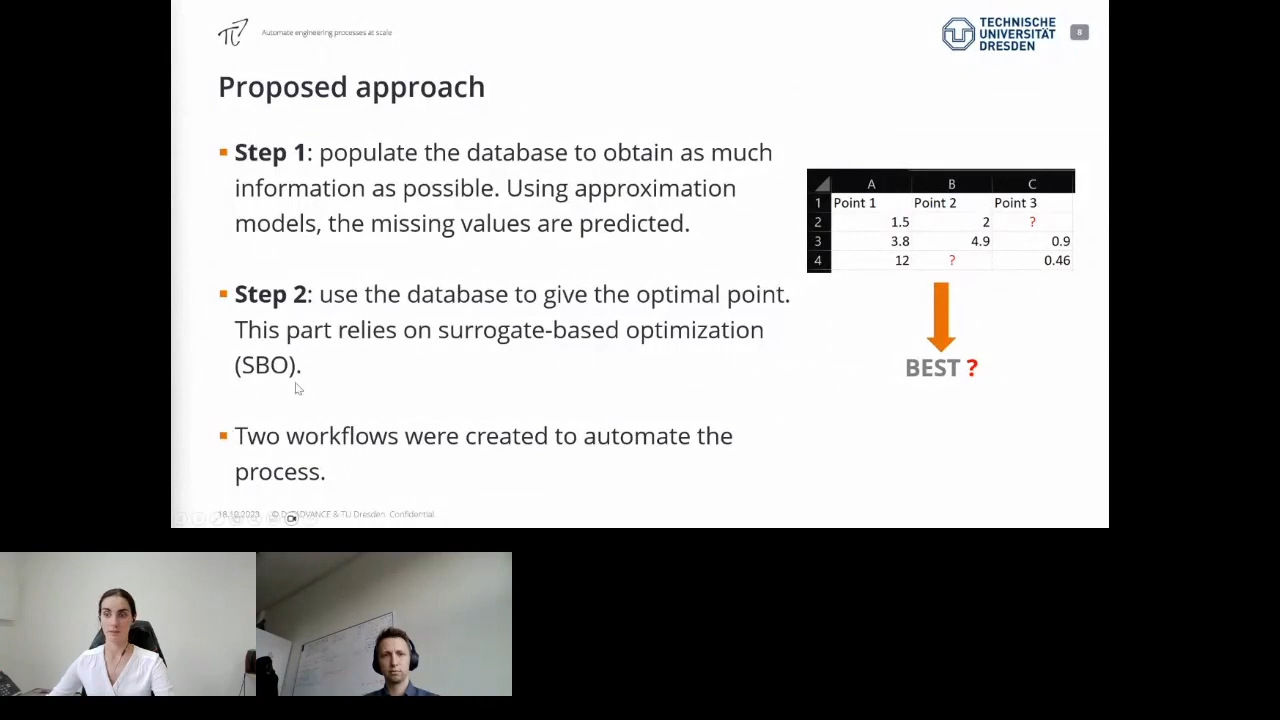 Automate engineering processes at scale
TECHNISCHE
UNIVERSITÄT
DRESDEN
8
Proposed approach
Step 1: populate the database to obtain as much
information as possible. Using approximation
models, the missing values are predicted.
Step 2: use the database to give the optimal point.
This part relies on surrogate-based optimization
(SBO).
Two workflows were created to automate the
process.
A B C
1 Point 1 Point 2 Point 3
2 1.5 2 ?
3 3.8 4.9 0.9
4 12 ? 0.46
BEST ?
18.10.2023 © DATADVANCE & TU Dresden. Confidential.